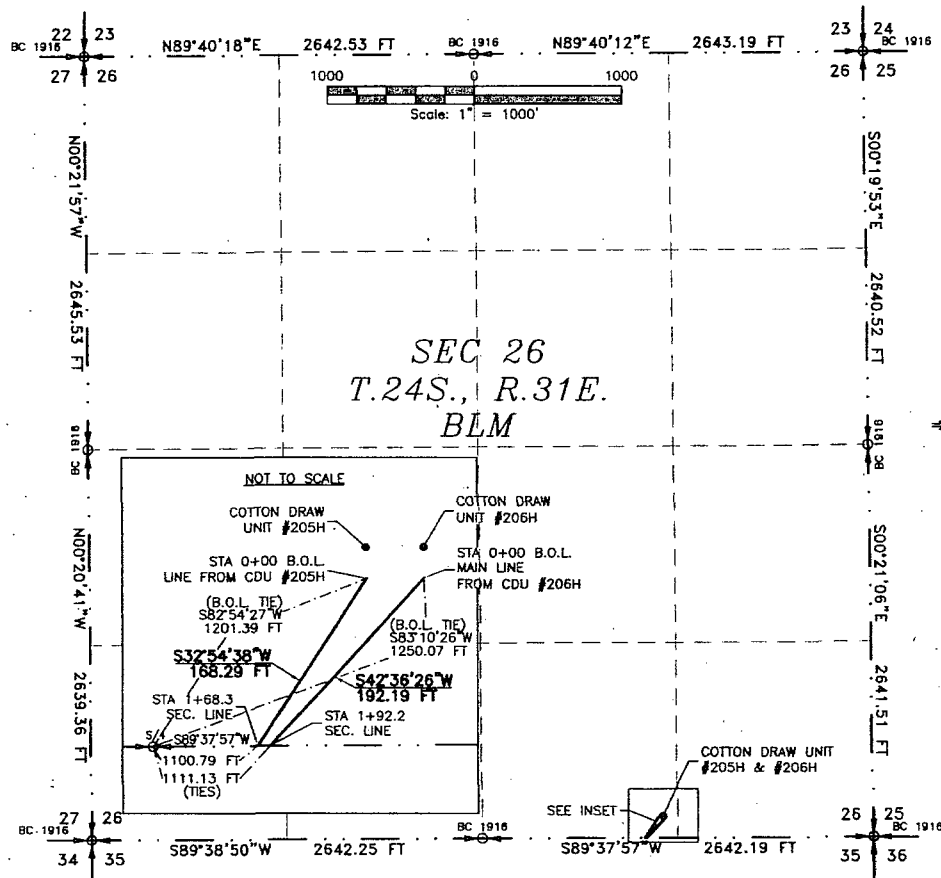 22 23
27 26
BC 1916
N89°40'18"E 2642.53 FT
BC 1916
N89°40'12"E 2643.19 FT
23 24
26 25
BC 1916
1000 0 1000
Scale: 1" = 1000'
N00°21'57"W 2645.53 FT
S00°19'53"E 2640.52 FT
SEC 26
T.24S., R.31E.
BLM
BC 1916
BC 1916
NOT TO SCALE
COTTON DRAW
UNIT #205H
COTTON DRAW
UNIT #206H
STA 0+00 B.O.L.
LINE FROM CDU #205H
STA 0+00 B.O.L.
MAIN LINE
FROM CDU #206H
(B.O.L. TIE)
S82°54'27"W
1201.39 FT
(B.O.L. TIE)
S83°10'26"W
1250.07 FT
S32°54'38"W
168.29 FT
S42°36'26"W
192.19 FT
STA 1+68.3
SEC. LINE
STA 1+92.2
SEC. LINE
S89°37'57"W
1100.79 FT
1111.13 FT
(TIES)
N00°20'41"W 2639.36 FT
S00°21'06"E 2641.51 FT
COTTON DRAW UNIT
#205H & #206H
SEE INSET
27 26
34 35
BC 1916
S89°38'50"W 2642.25 FT
BC 1916
S89°37'57"W 2642.19 FT
26 25
35 36
BC 1916